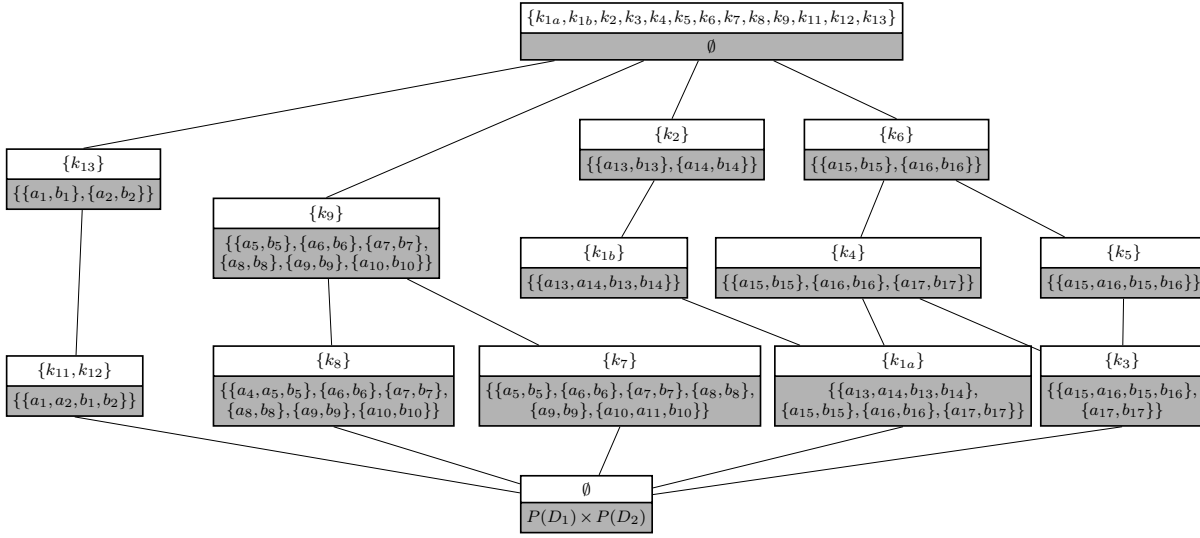 {k1a,k1b,k2,k3,k4,k5,k6,k7,k8,k9,k11,k12,k13}
∅
{k2}
{{a13,b13},{a14,b14}}
{k6}
{{a15,b15},{a16,b16}}
{k13}
{{a1,b1},{a2,b2}}
{k9}
{{a5,b5},{a6,b6},{a7,b7},
{a8,b8},{a9,b9},{a10,b10}}
{k1b}
{{a13,a14,b13,b14}}
{k4}
{{a15,b15},{a16,b16},{a17,b17}}
{k5}
{{a15,a16,b15,b16}}
{k11,k12}
{{a1,a2,b1,b2}}
{k8}
{{a4,a5,b5},{a6,b6},{a7,b7},
{a8,b8},{a9,b9},{a10,b10}}
{k7}
{{a5,b5},{a6,b6},{a7,b7},{a8,b8},
{a9,b9},{a10,a11,b10}}
{k1a}
{{a13,a14,b13,b14},
{a15,b15},{a16,b16},{a17,b17}}
{k3}
{{a15,a16,b15,b16},
{a17,b17}}
∅
P(D1)×P(D2)